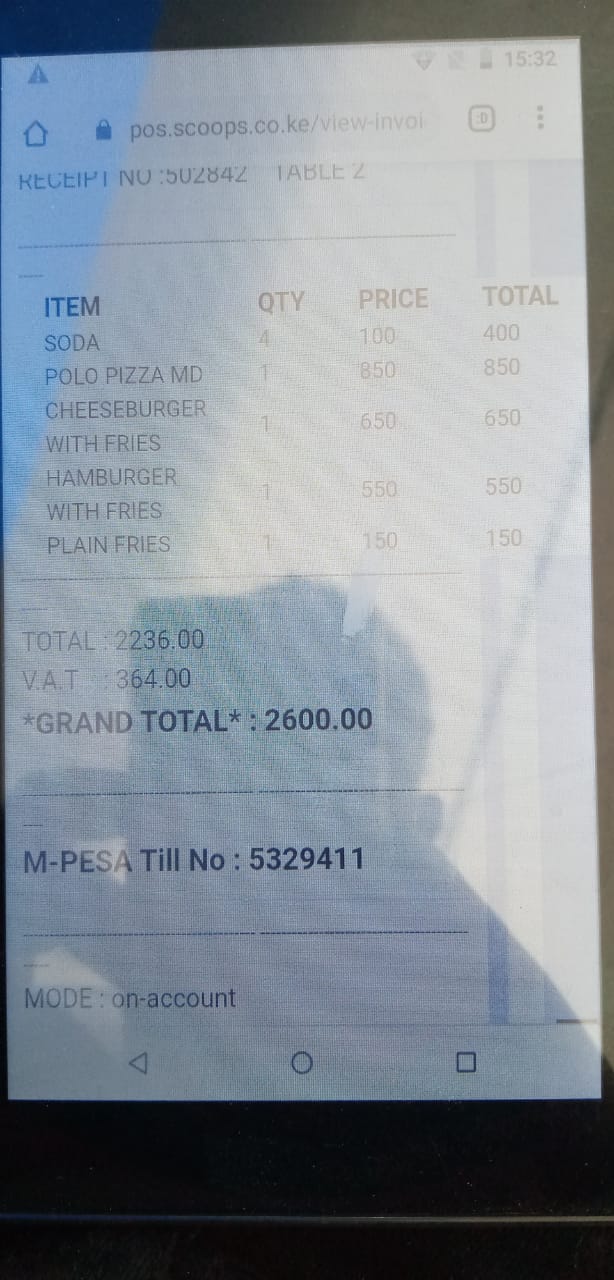 15:32
pos.scoops.co.ke/view-invoi
:D
RECEIPT NO :502842 TABLE 2
ITEM QTY PRICE TOTAL
SODA 4 100 400
POLO PIZZA MD 1 850 850
CHEESEBURGER
WITH FRIES 1 650 650
HAMBURGER
WITH FRIES 1 550 550
PLAIN FRIES 1 150 150
TOTAL : 2236.00
V.A.T : 364.00
*GRAND TOTAL* : 2600.00
M-PESA Till No : 5329411
MODE : on-account